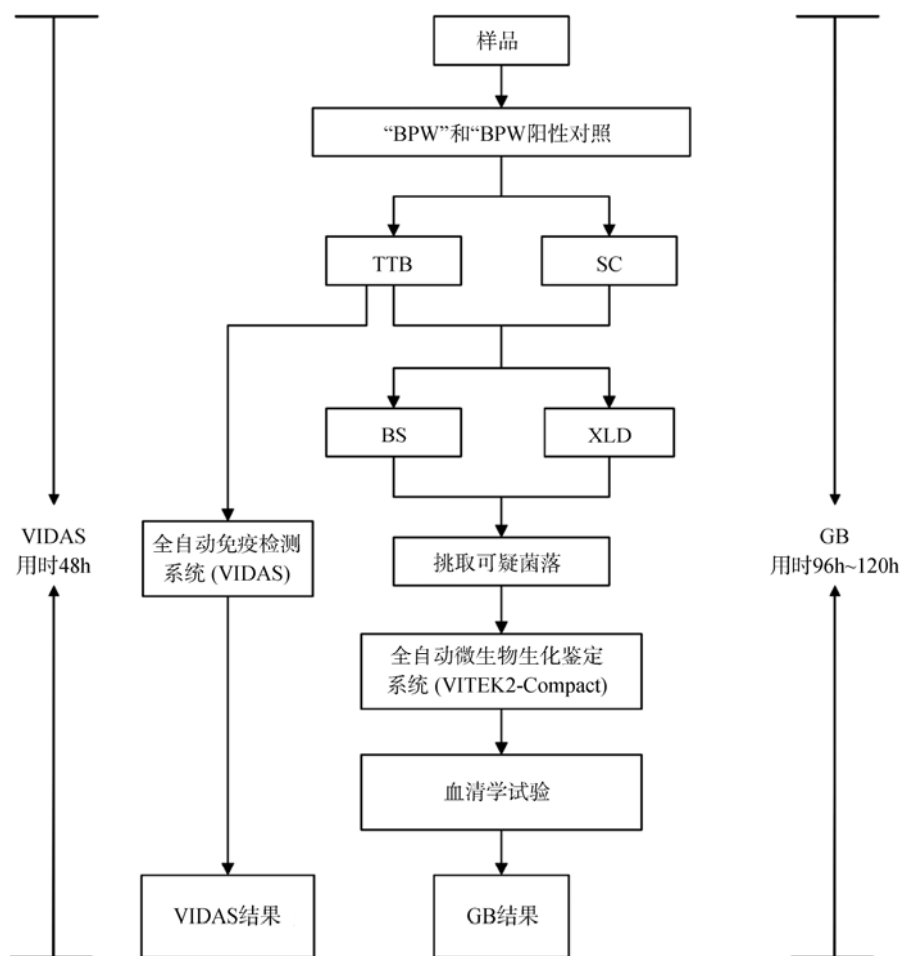 样品
“BPW”和“BPW阳性对照
TTB
SC
BS
XLD
VIDAS
用时48h
全自动免疫检测
系统 (VIDAS)
挑取可疑菌落
GB
用时96h~120h
全自动微生物生化鉴定
系统 (VITEK2-Compact)
血清学试验
VIDAS结果
GB结果